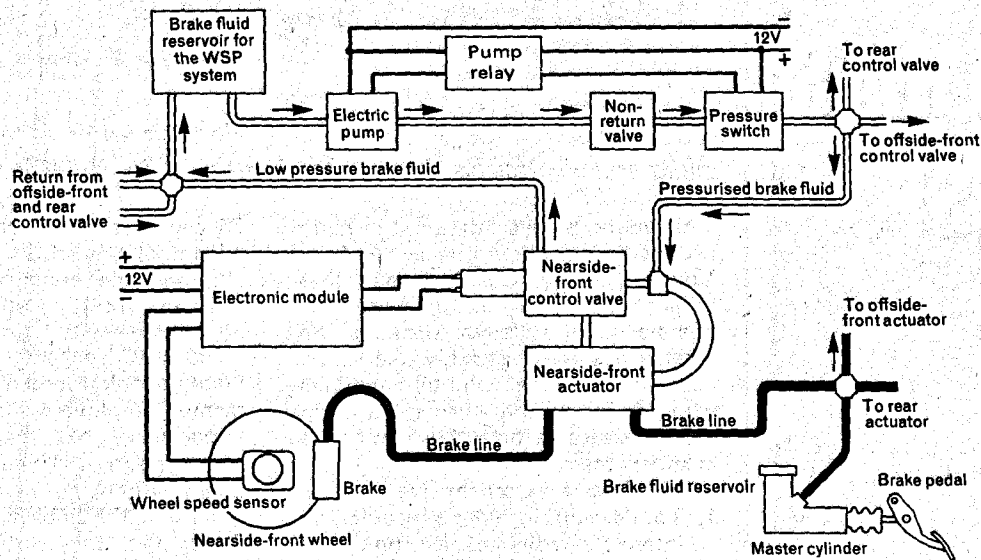 Brake fluid
reservoir for
the WSP
system
−
12V
+
Pump
relay
To rear
control valve
Electric
pump
Non-
return
valve
Pressure
switch
To offside-front
control valve
Low pressure brake fluid
Pressurised brake fluid
Return from
offside-front
and rear
control valve
+
12V
−
Electronic module
Nearside-
front
control valve
To offside-
front actuator
Nearside-front
actuator
To rear
actuator
Brake line
Brake line
Wheel speed sensor
Brake
Nearside-front wheel
Brake fluid reservoir
Brake pedal
Master cylinder